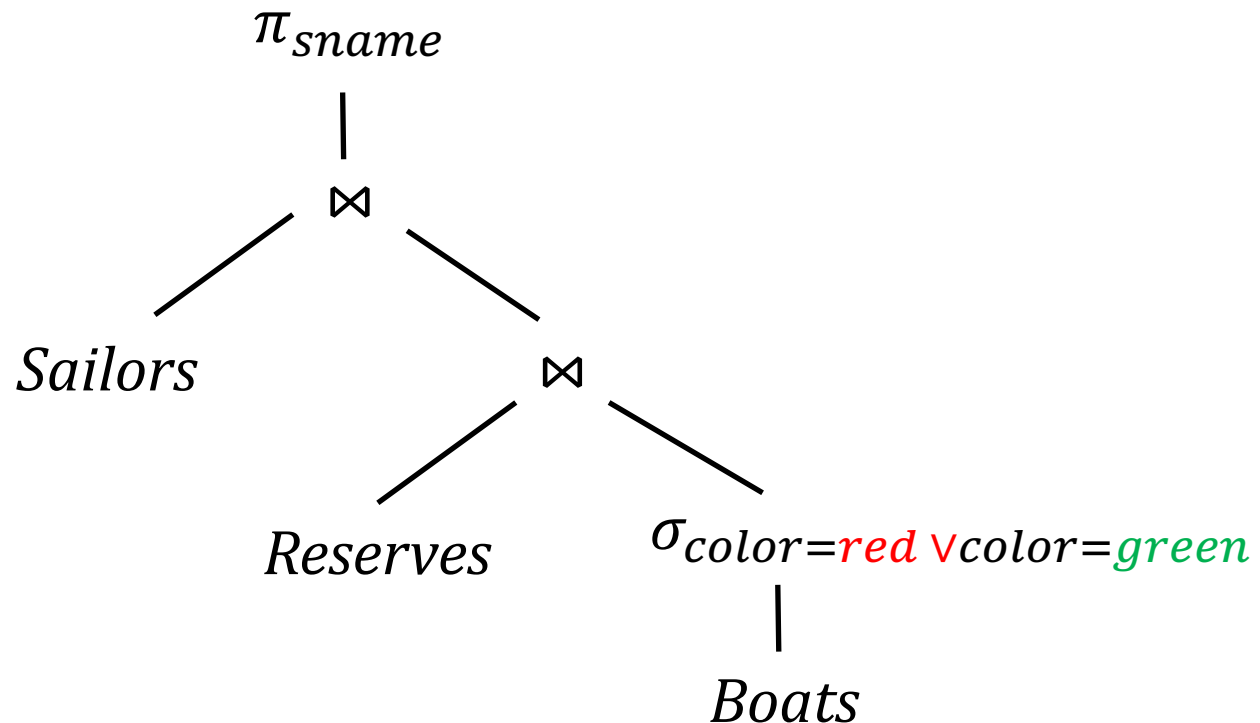 π_sname
⋈
Sailors
⋈
Reserves
σ_color=red ∨color=green
Boats